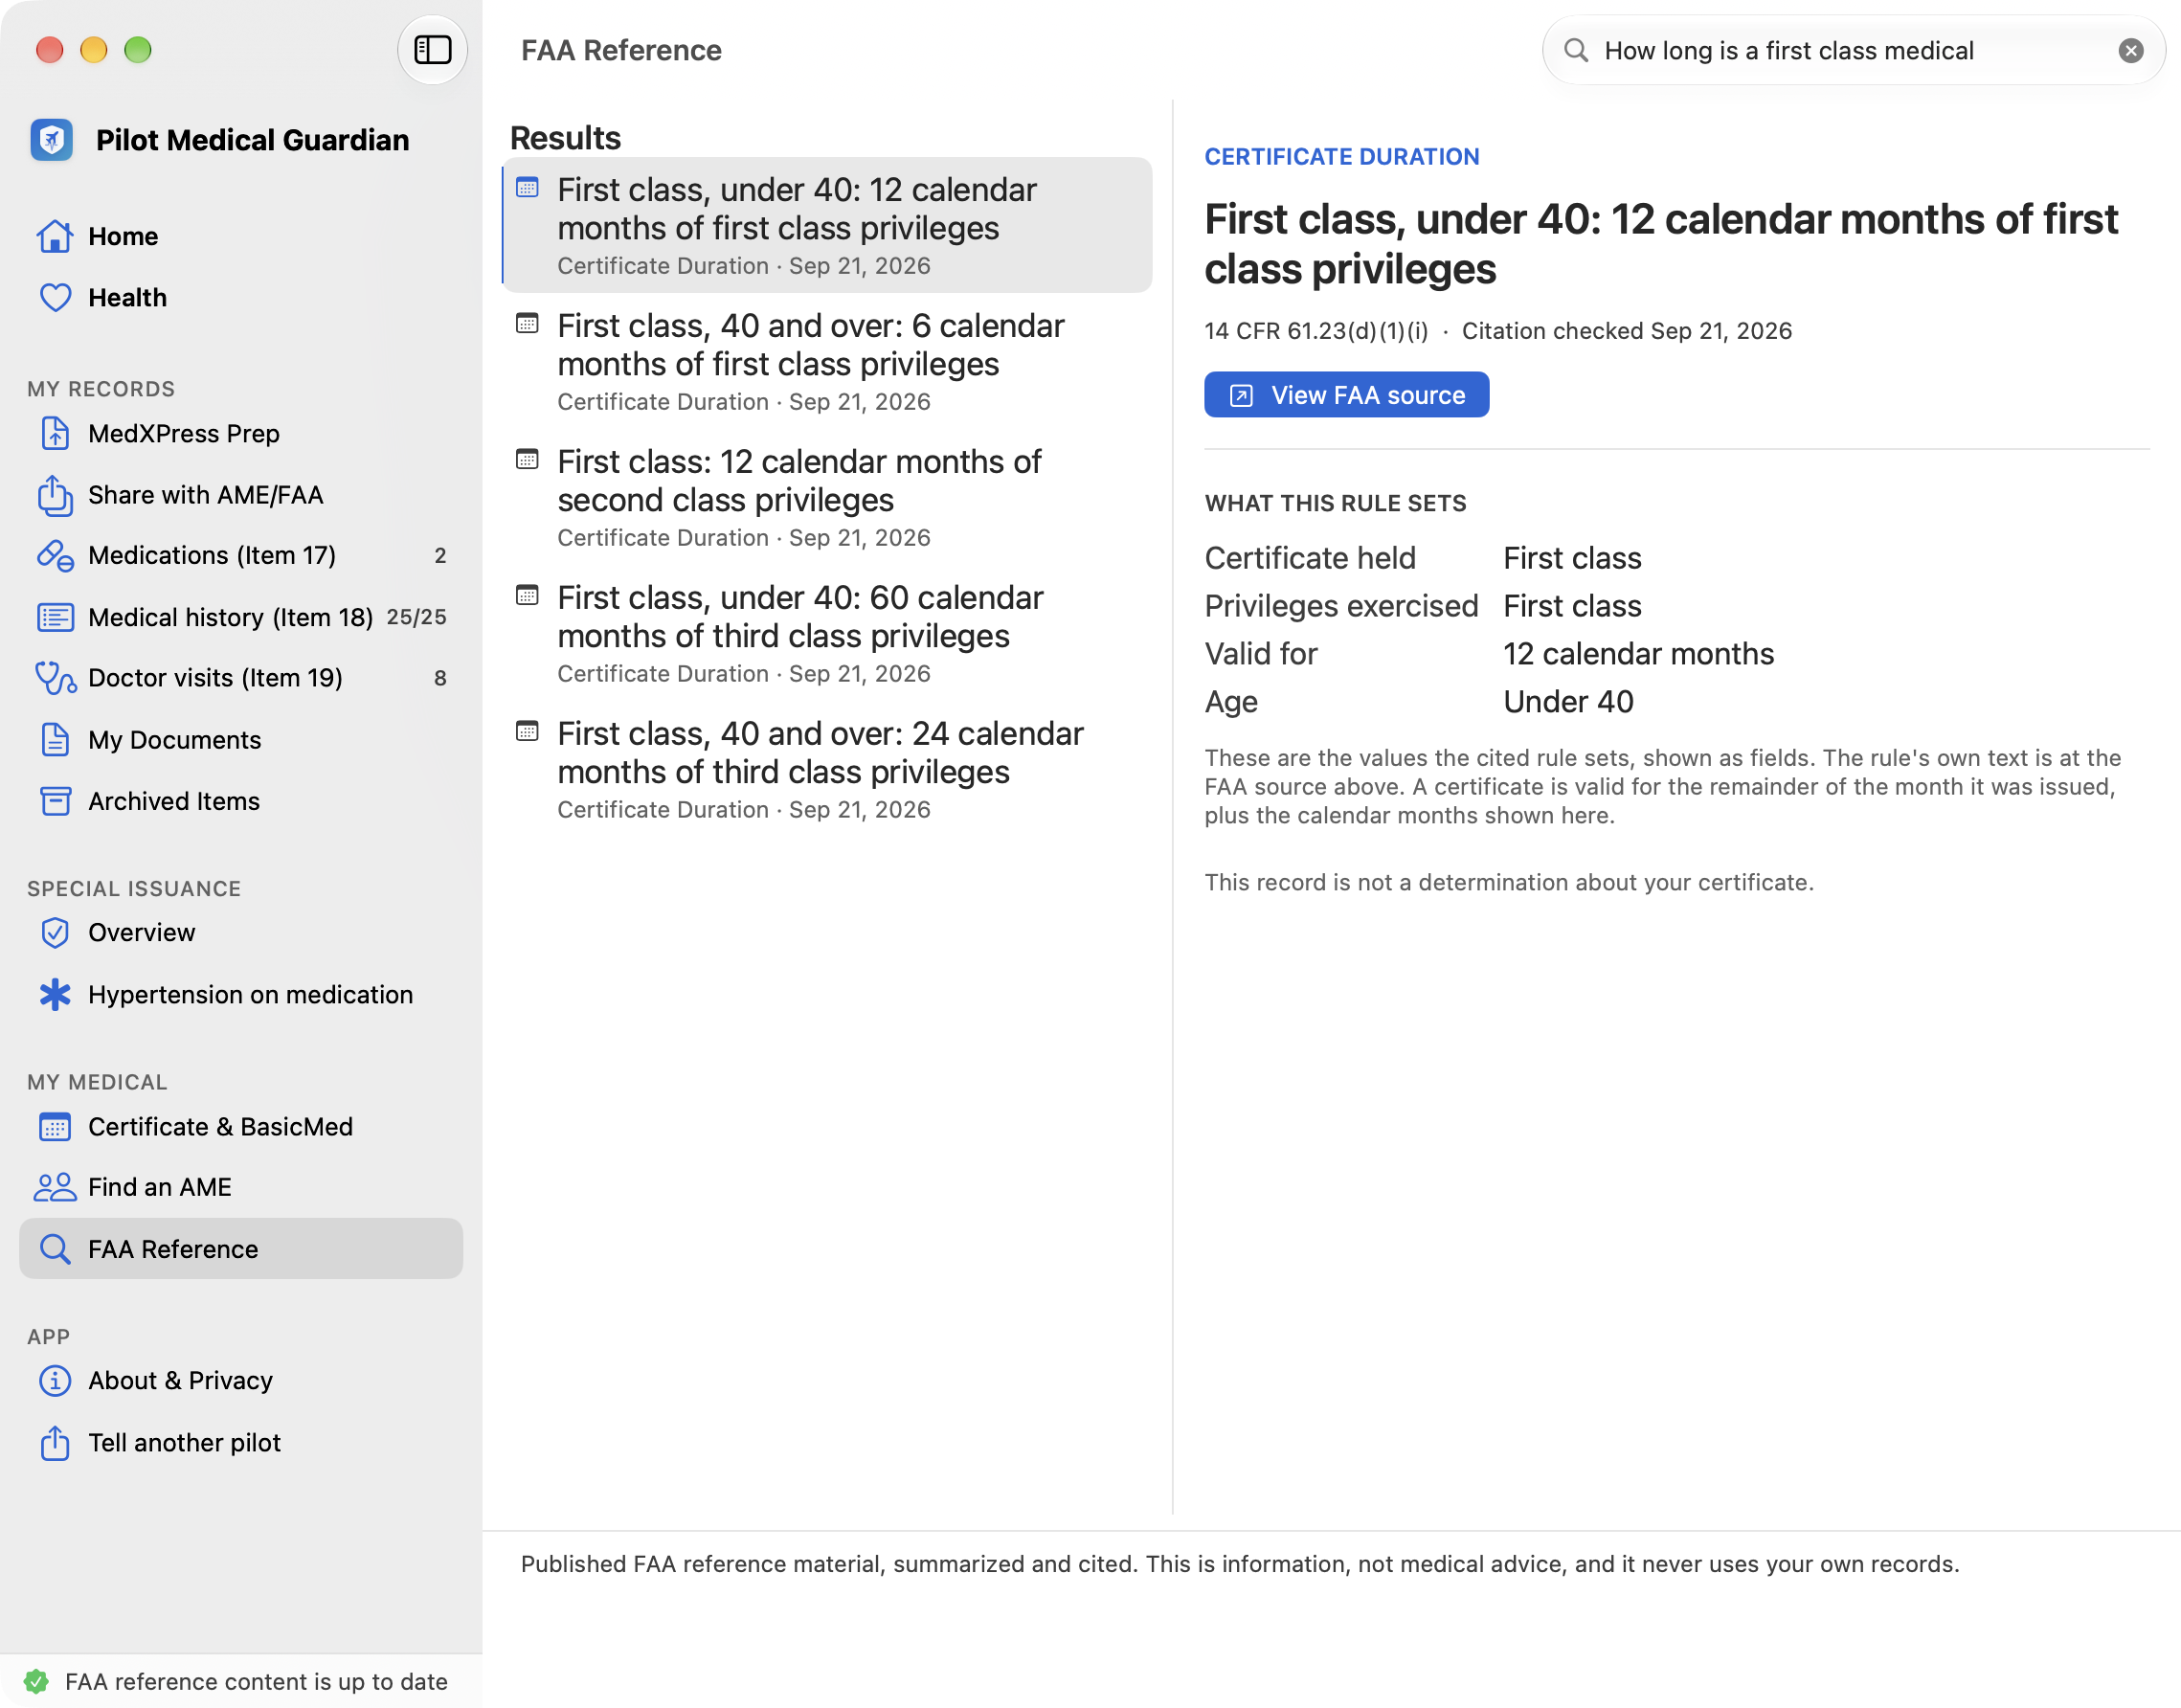 FAA Reference
How long is a first class medical
Pilot Medical Guardian
Home
Health
MY RECORDS
MedXPress Prep
Share with AME/FAA
Medications (Item 17) 2
Medical history (Item 18) 25/25
Doctor visits (Item 19) 8
My Documents
Archived Items
SPECIAL ISSUANCE
Overview
Hypertension on medication
MY MEDICAL
Certificate & BasicMed
Find an AME
FAA Reference
APP
About & Privacy
Tell another pilot
FAA reference content is up to date
Results
First class, under 40: 12 calendar
months of first class privileges
Certificate Duration · Sep 21, 2026
First class, 40 and over: 6 calendar
months of first class privileges
Certificate Duration · Sep 21, 2026
First class: 12 calendar months of
second class privileges
Certificate Duration · Sep 21, 2026
First class, under 40: 60 calendar
months of third class privileges
Certificate Duration · Sep 21, 2026
First class, 40 and over: 24 calendar
months of third class privileges
Certificate Duration · Sep 21, 2026
CERTIFICATE DURATION
First class, under 40: 12 calendar months of first
class privileges
14 CFR 61.23(d)(1)(i) · Citation checked Sep 21, 2026
View FAA source
WHAT THIS RULE SETS
Certificate held First class
Privileges exercised First class
Valid for 12 calendar months
Age Under 40
These are the values the cited rule sets, shown as fields. The rule's own text is at the
FAA source above. A certificate is valid for the remainder of the month it was issued,
plus the calendar months shown here.
This record is not a determination about your certificate.
Published FAA reference material, summarized and cited. This is information, not medical advice, and it never uses your own records.